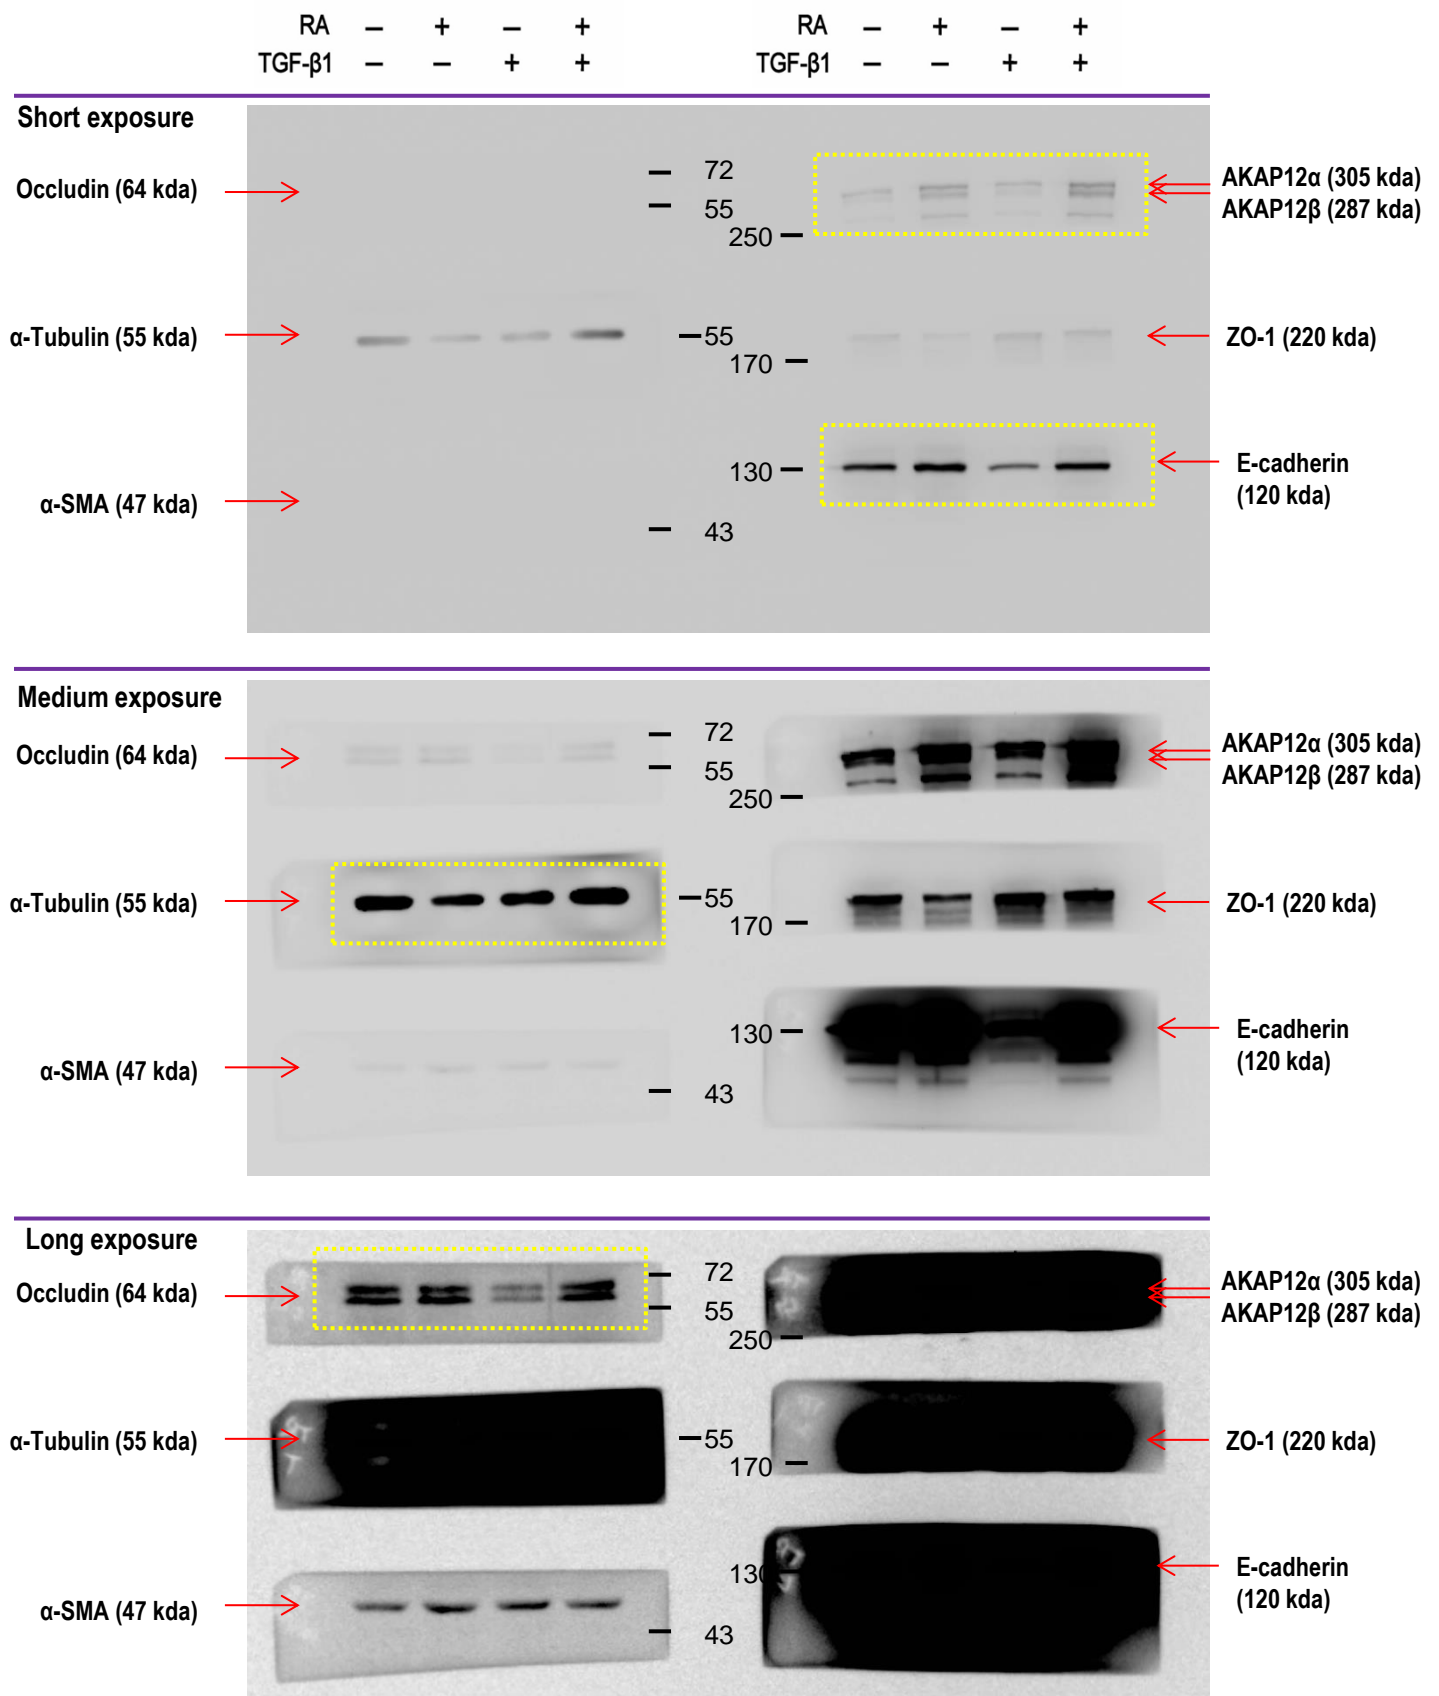 RA – + – +
TGF-β1 – – + +
RA – + – +
TGF-β1 – – + +
Short exposure
Occludin (64 kda)
72
55
250
AKAP12α (305 kda)
AKAP12β (287 kda)
α-Tubulin (55 kda)
55
170
ZO-1 (220 kda)
α-SMA (47 kda)
130
43
E-cadherin
(120 kda)
Medium exposure
Occludin (64 kda)
72
55
250
AKAP12α (305 kda)
AKAP12β (287 kda)
α-Tubulin (55 kda)
55
170
ZO-1 (220 kda)
α-SMA (47 kda)
130
43
E-cadherin
(120 kda)
Long exposure
Occludin (64 kda)
72
55
250
AKAP12α (305 kda)
AKAP12β (287 kda)
α-Tubulin (55 kda)
55
170
ZO-1 (220 kda)
α-SMA (47 kda)
130
43
E-cadherin
(120 kda)